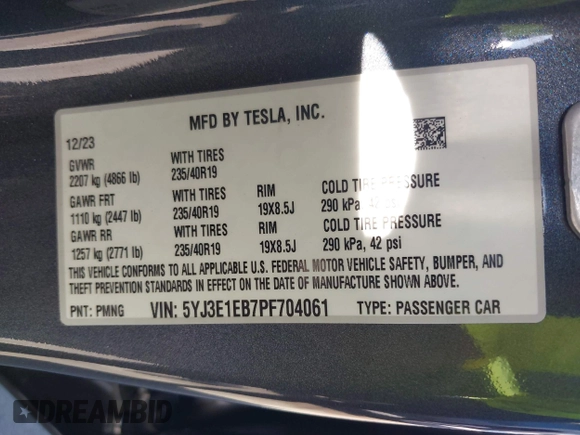 MFD BY TESLA, INC.
12/23
GVWR WITH TIRES
2207 kg (4866 lb) 235/40R19
GAWR FRT WITH TIRES RIM COLD TIRE PRESSURE
1110 kg (2447 lb) 235/40R19 19X8.5J 290 kPa, 42 psi
GAWR RR WITH TIRES RIM COLD TIRE PRESSURE
1257 kg (2771 lb) 235/40R19 19X8.5J 290 kPa, 42 psi
THIS VEHICLE CONFORMS TO ALL APPLICABLE U.S. FEDERAL MOTOR VEHICLE SAFETY, BUMPER, AND
THEFT PREVENTION STANDARDS IN EFFECT ON THE DATE OF MANUFACTURE SHOWN ABOVE.
PNT: PMNG VIN: 5YJ3E1EB7PF704061 TYPE: PASSENGER CAR
DREAMBID